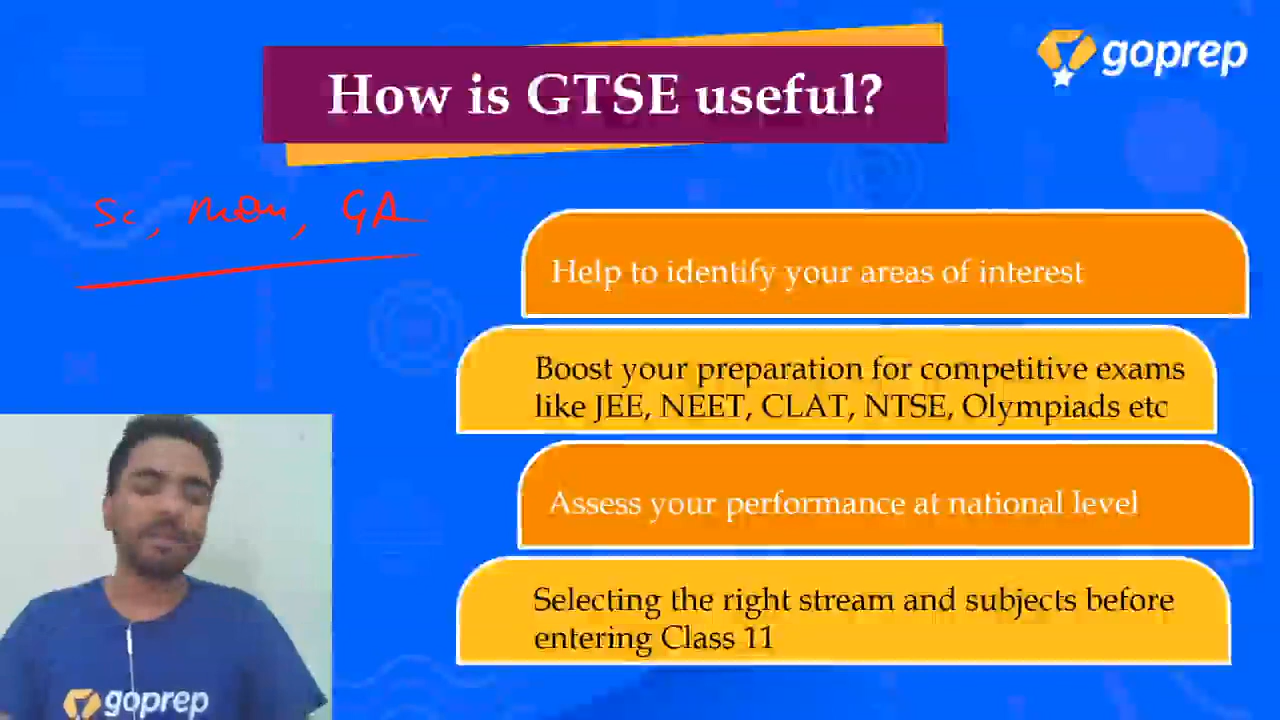 How is GTSE useful?
goprep
Sc, , GA
Help to identify your areas of interest
Boost your preparation for competitive exams
like JEE, NEET, CLAT, NTSE, Olympiads etc
Assess your performance at national level
Selecting the right stream and subjects before
entering Class 11
goprep